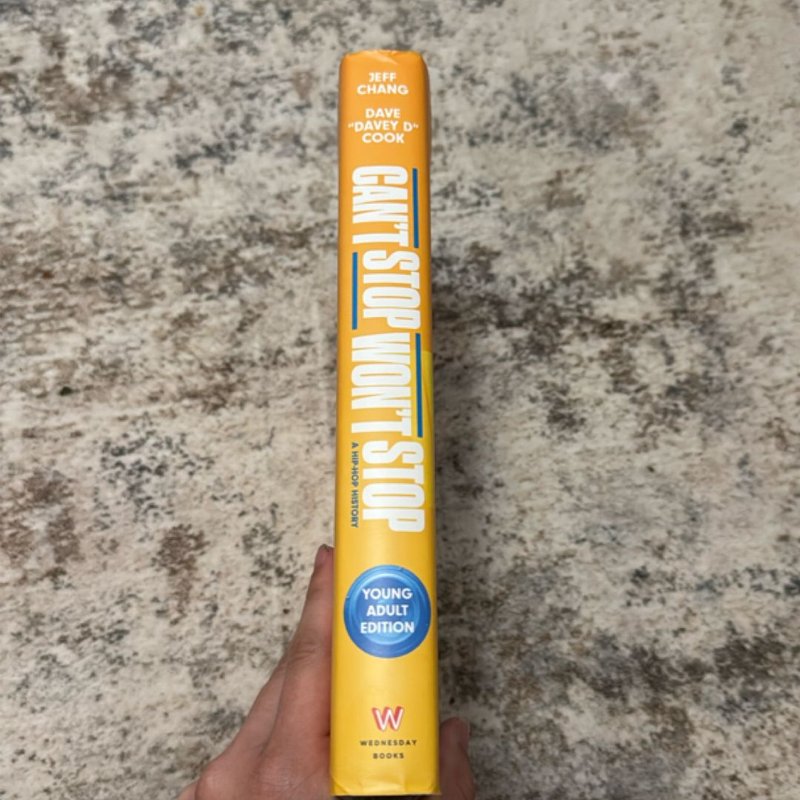 JEFF
CHANG
DAVE
"DAVEY D"
COOK
CAN'T STOP WON'T STOP
A HIP-HOP HISTORY
YOUNG
ADULT
EDITION
W
WEDNESDAY
BOOKS